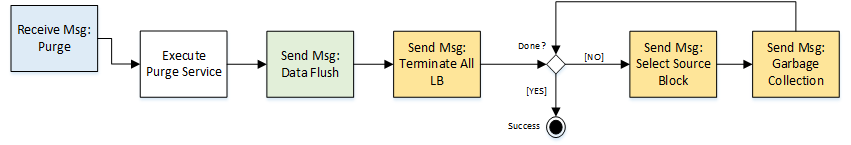 Receive Msg:
Purge
Execute
Purge Service
Send Msg:
Data Flush
Send Msg:
Terminate All
LB
Done?
[NO]
[YES]
Success
Send Msg:
Select Source
Block
Send Msg:
Garbage
Collection